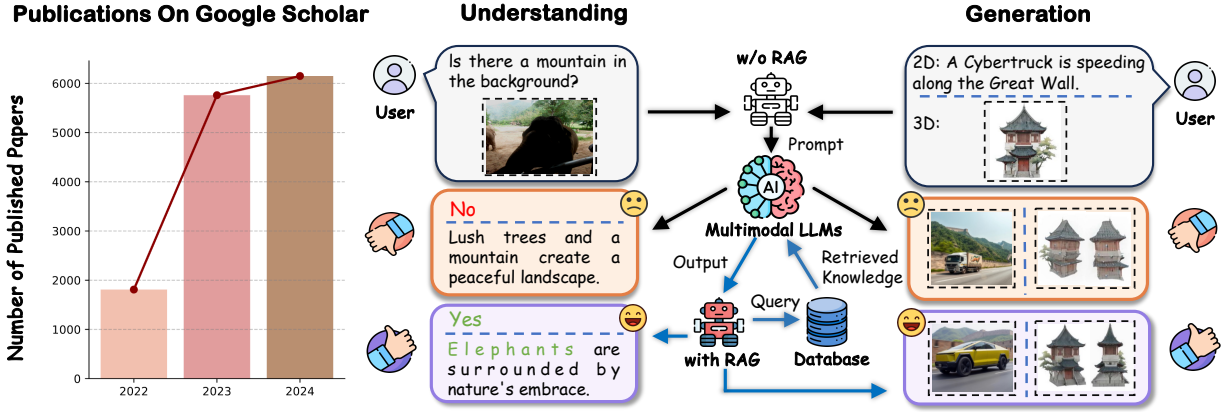 Publications On Google Scholar
Number of Published Papers
6000
5000
4000
3000
2000
1000
0
2022
2023
2024
Understanding
User
Is there a mountain in
the background?
No
Lush trees and a
mountain create a
peaceful landscape.
Yes
Elephants are
surrounded by
nature's embrace.
w/o RAG
Prompt
AI
Multimodal LLMs
Output
Retrieved
Knowledge
Query
with RAG
Database
Generation
2D: A Cybertruck is speeding
along the Great Wall.
3D:
User